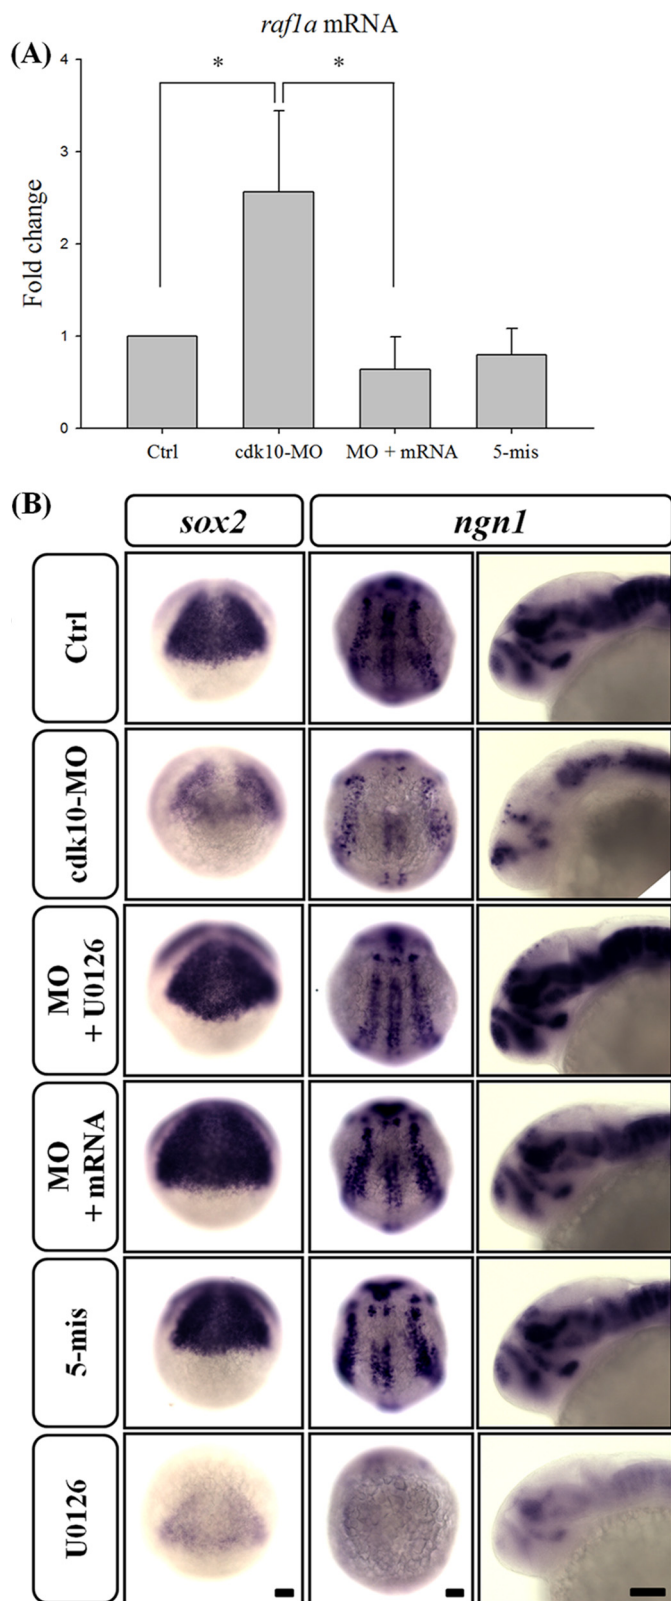 raf1a mRNA
(A)
* *
4
3
2
1
0
Fold change
Ctrl cdk10-MO MO + mRNA 5-mis
(B)
sox2 ngn1
Ctrl
cdk10-MO
MO
+ U0126
MO
+ mRNA
5-mis
U0126